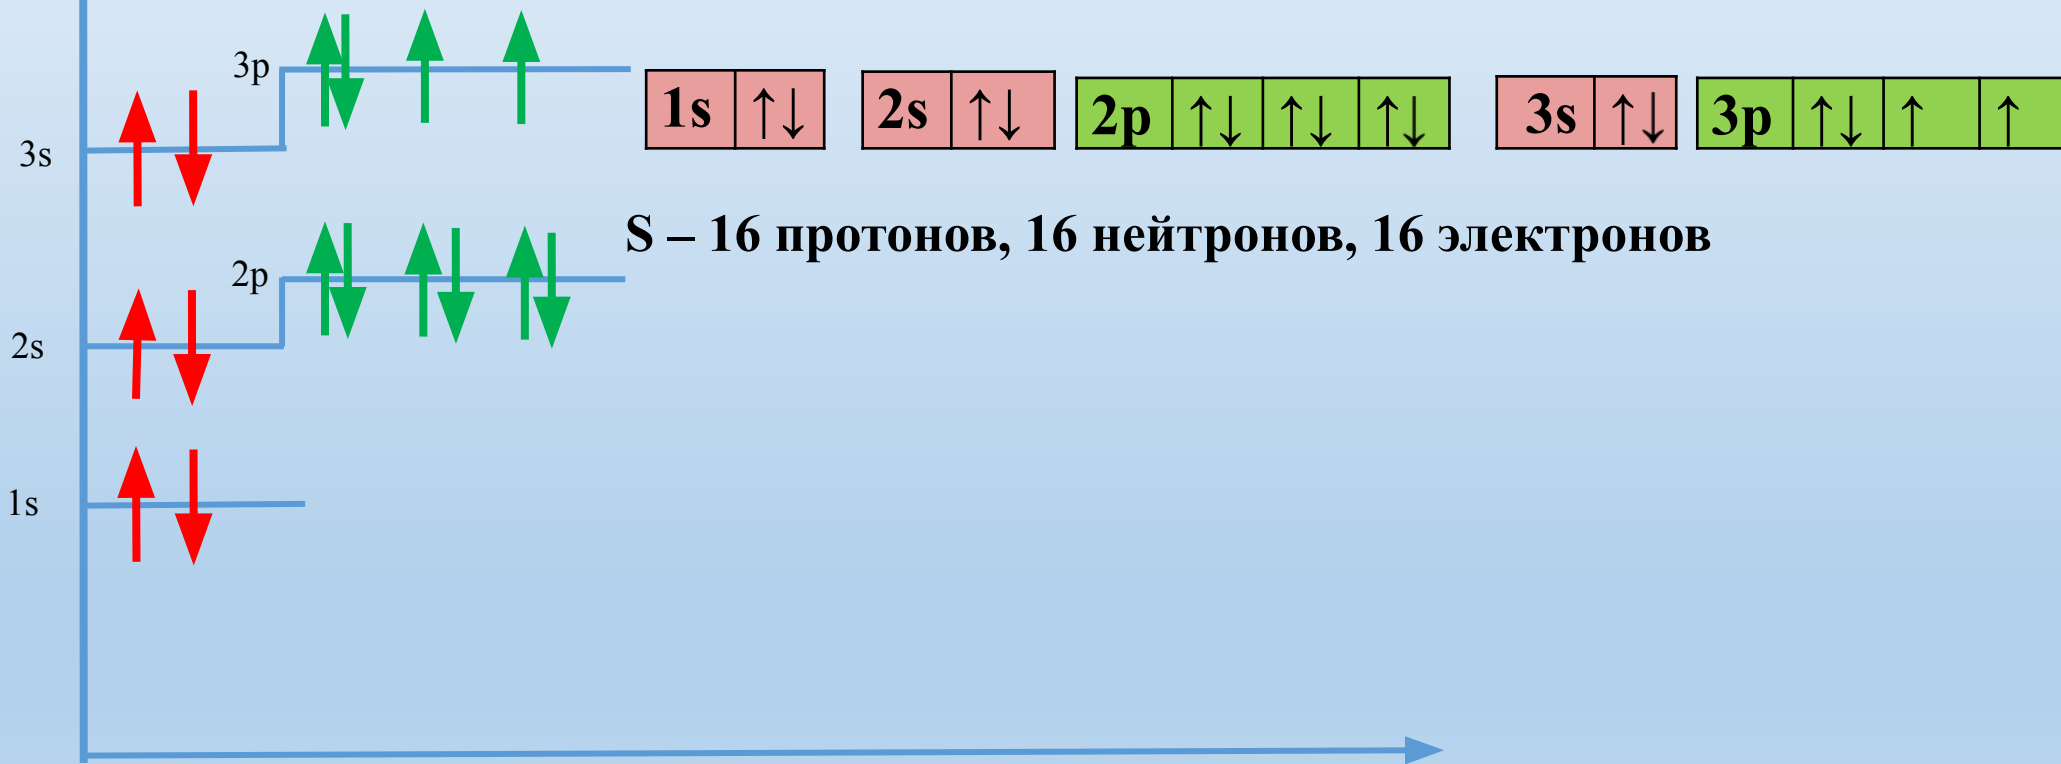 3p
1s ↑↓ 2s ↑↓ 2p ↑↓ ↑↓ ↑↓ 3s ↑↓ 3p ↑↓ ↑ ↑
3s
S – 16 протонов, 16 нейтронов, 16 электронов
2p
2s
1s